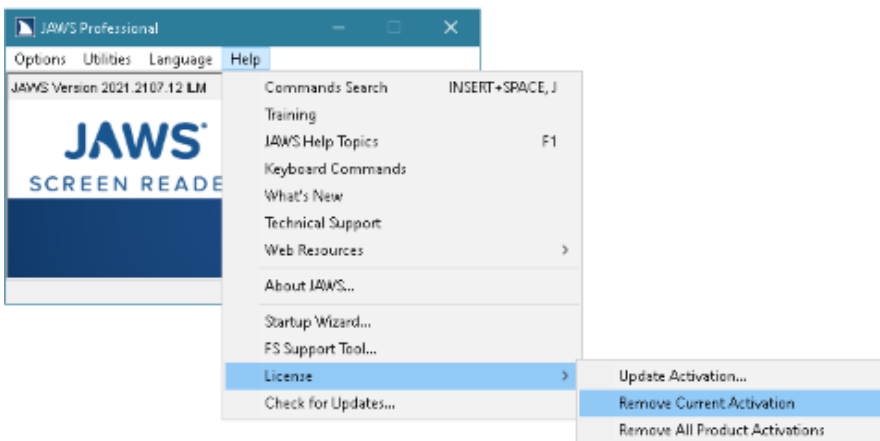 JAWS Professional
Options Utilities Language Help
JAWS Version 2021.2107.12 ILM
JAWS
SCREEN READE
Commands Search INSERT+SPACE, J
Training
JAWS Help Topics F1
Keyboard Commands
What's New
Technical Support
Web Resources
About JAWS...
Startup Wizard...
FS Support Tool...
License
Check for Updates...
Update Activation...
Remove Current Activation
Remove All Product Activations